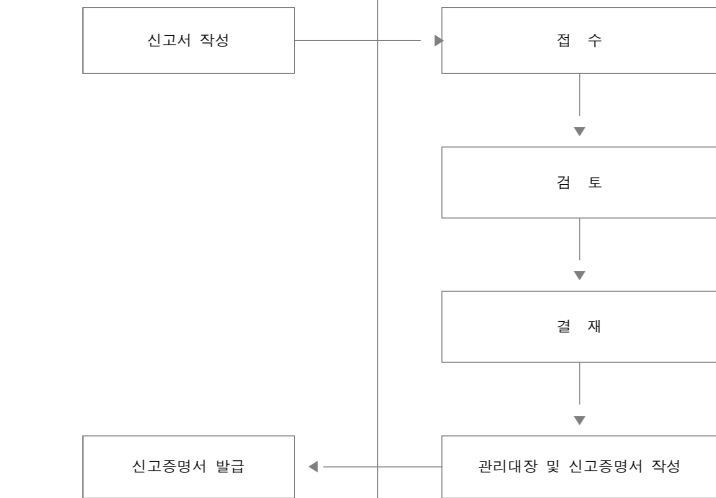 신고서 작성
접 수
검 토
결 재
관리대장 및 신고증명서 작성
신고증명서 발급